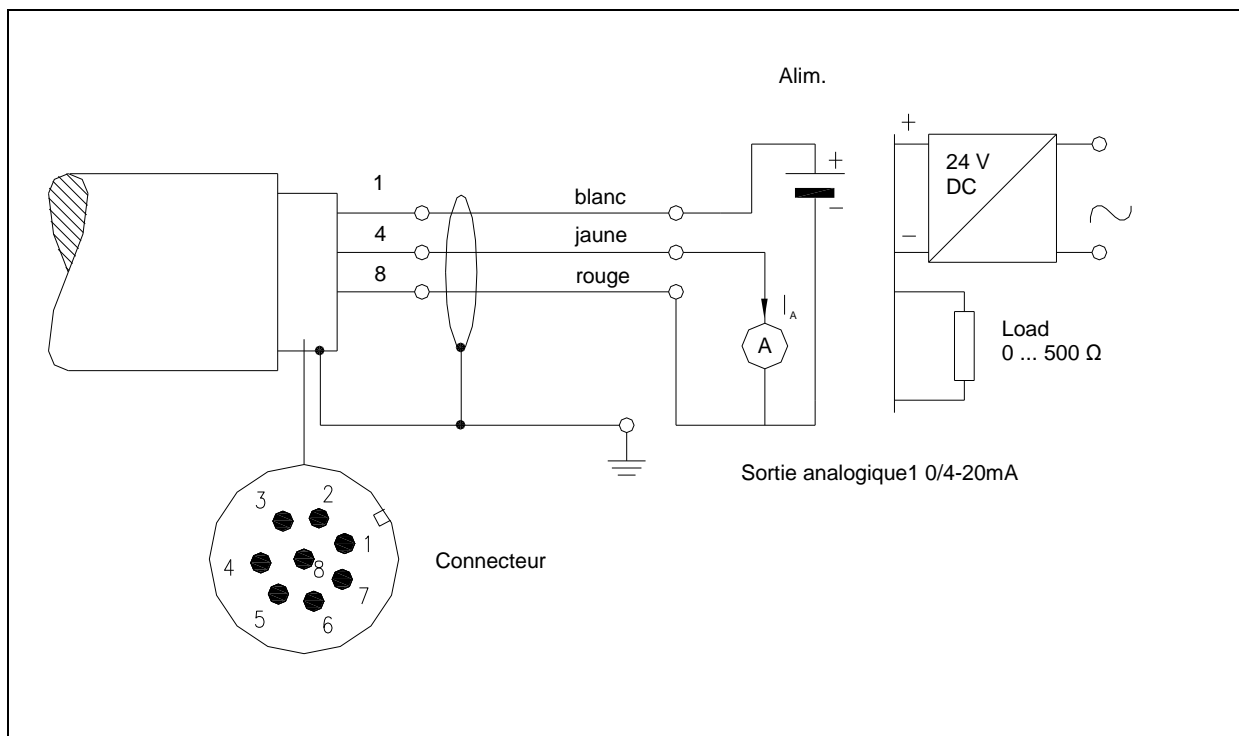 Alim.
+
24 V
DC
+
−
−
1
blanc
4
jaune
8
rouge
I A
A
Load
0 ... 500 Ω
Sortie analogique1 0/4-20mA
3
2
1
4
8
7
5
6
Connecteur